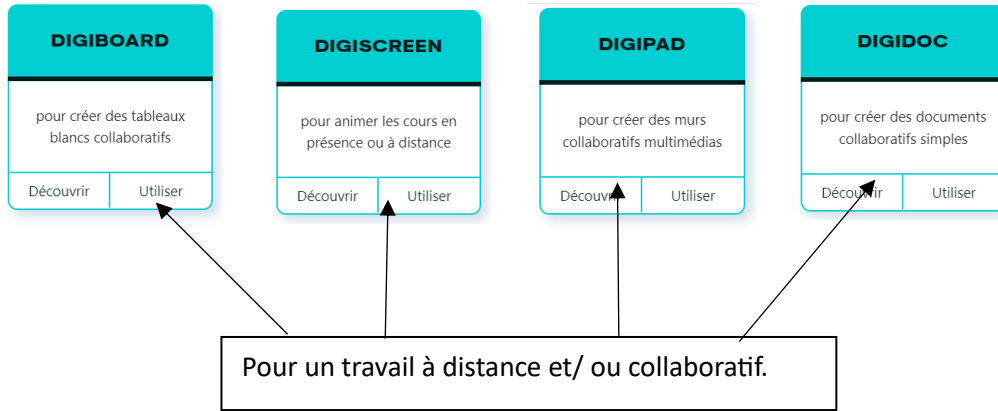 DIGIBOARD
pour créer des tableaux
blancs collaboratifs
Découvrir
Utiliser
DIGISCREEN
pour animer les cours en
présence ou à distance
Découvrir
Utiliser
DIGIPAD
pour créer des murs
collaboratifs multimédias
Découvrir
Utiliser
DIGIDOC
pour créer des documents
collaboratifs simples
Découvrir
Utiliser
Pour un travail à distance et/ ou collaboratif.